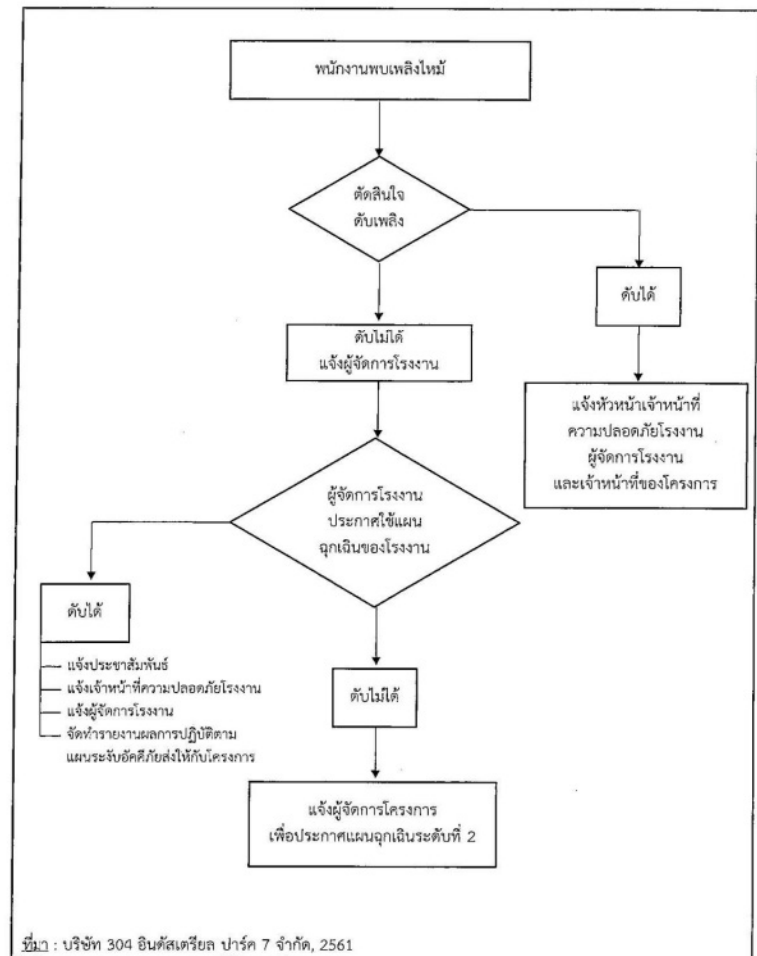 พนักงานพบเพลิงไหม้
ตัดสินใจ
ดับเพลิง
ดับได้
ดับไม่ได้
แจ้งผู้จัดการโรงงาน
แจ้งหัวหน้าเจ้าหน้าที่
ความปลอดภัยโรงงาน
ผู้จัดการโรงงาน
และเจ้าหน้าที่ของโครงการ
ผู้จัดการโรงงาน
ประกาศใช้แผน
ฉุกเฉินของโรงงาน
ดับได้
แจ้งประชาสัมพันธ์
แจ้งเจ้าหน้าที่ความปลอดภัยโรงงาน
แจ้งผู้จัดการโรงงาน
จัดทำรายงานผลการปฏิบัติตาม
แผนระงับอัคคีภัยส่งให้กับโครงการ
ดับไม่ได้
แจ้งผู้จัดการโครงการ
เพื่อประกาศแผนฉุกเฉินระดับที่ 2
ที่มา : บริษัท 304 อินดัสเตรียล ปาร์ค 7 จำกัด, 2561